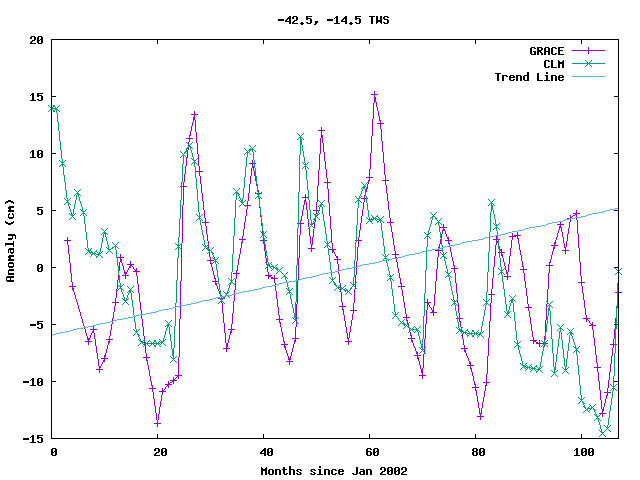 -42.5, -14.5 TWS
GRACE
CLM
Trend Line
20
15
10
5
0
-5
-10
-15
Anomaly (cm)
0 20 40 60 80 100
Months since Jan 2002